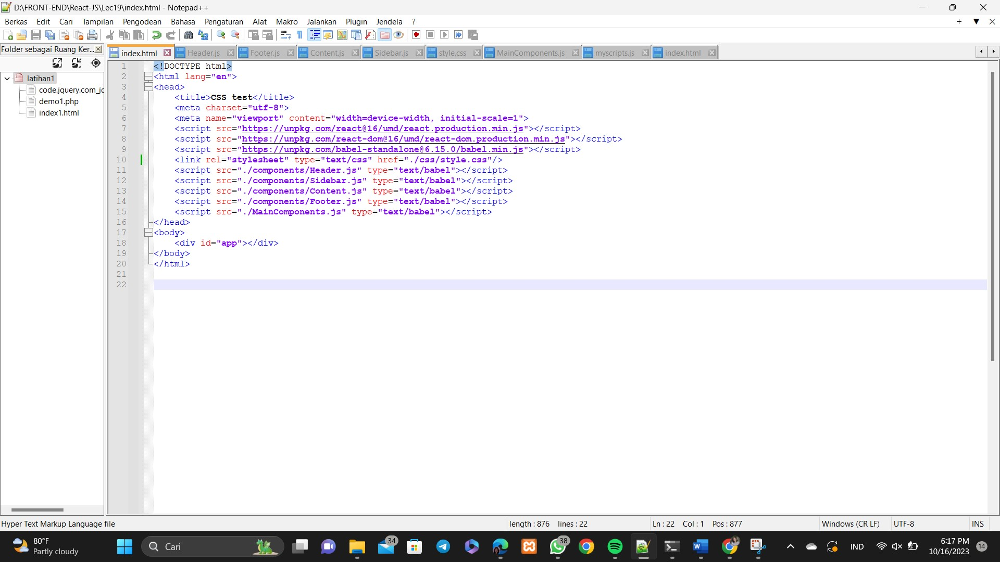 D:\FRONT-END\React-JS\Lec19\index.html - Notepad++
Berkas Edit Cari Tampilan Pengodean Bahasa Pengaturan Alat Makro Jalankan Plugin Jendela ?
Folder sebagai Ruang Ker...
index.html Header.js Footer.js Content.js Sidebar.js style.css MainComponents.js myscripts.js index.html
latihan1
code.jquery.com_jc
demo1.php
index1.html
1 <!DOCTYPE html>
2 <html lang="en">
3 <head>
4 <title>CSS test</title>
5 <meta charset="utf-8">
6 <meta name="viewport" content="width=device-width, initial-scale=1">
7 <script src="https://unpkg.com/react@16/umd/react.production.min.js"></script>
8 <script src="https://unpkg.com/react-dom@16/umd/react-dom.production.min.js"></script>
9 <script src="https://unpkg.com/babel-standalone@6.15.0/babel.min.js"></script>
10 <link rel="stylesheet" type="text/css" href="./css/style.css"/>
11 <script src="./components/Header.js" type="text/babel"></script>
12 <script src="./components/Sidebar.js" type="text/babel"></script>
13 <script src="./components/Content.js" type="text/babel"></script>
14 <script src="./components/Footer.js" type="text/babel"></script>
15 <script src="./MainComponents.js" type="text/babel"></script>
16 </head>
17 <body>
18 <div id="app"></div>
19 </body>
20 </html>
21
22
Hyper Text Markup Language file length : 876 lines : 22 Ln : 22 Col : 1 Pos : 877 Windows (CR LF) UTF-8 INS
80°F
Partly cloudy
Cari
34
38
IND
6:17 PM
10/16/2023
14